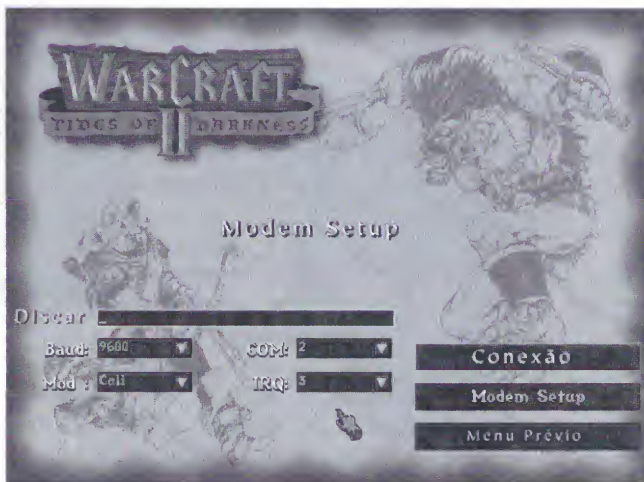 WARCRAFT
II
TIDES OF DARKNESS
Modem Setup
Discar
Baud: 9600
COM: 2
Mod : Call
IRQ: 3
Conexão
Modem Setup
Menu Prévio